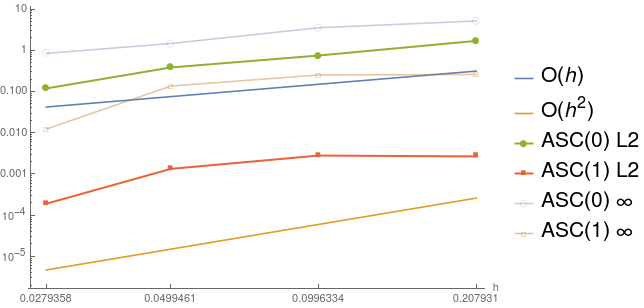 10
1
0.100
0.010
0.001
10^-4
10^-5
0.0279358
0.0499461
0.0996334
0.207931
h
O(h)
O(h^2)
ASC(0) L2
ASC(1) L2
ASC(0) ∞
ASC(1) ∞